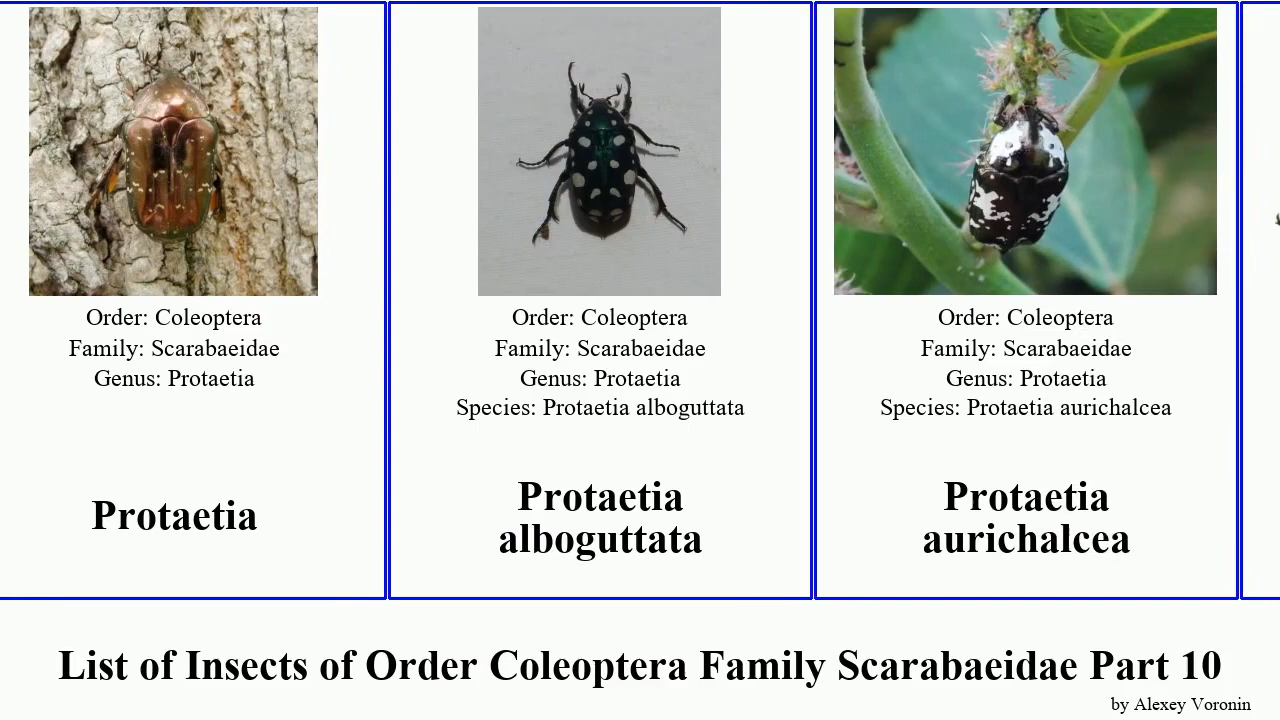 Order: Coleoptera
Family: Scarabaeidae
Genus: Protaetia
Protaetia
Order: Coleoptera
Family: Scarabaeidae
Genus: Protaetia
Species: Protaetia alboguttata
Protaetia
alboguttata
Order: Coleoptera
Family: Scarabaeidae
Genus: Protaetia
Species: Protaetia aurichalcea
Protaetia
aurichalcea
List of Insects of Order Coleoptera Family Scarabaeidae Part 10
by Alexey Voronin